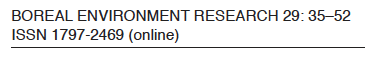 BOREAL ENVIRONMENT RESEARCH 29: 35–52
ISSN 1797-2469 (online)